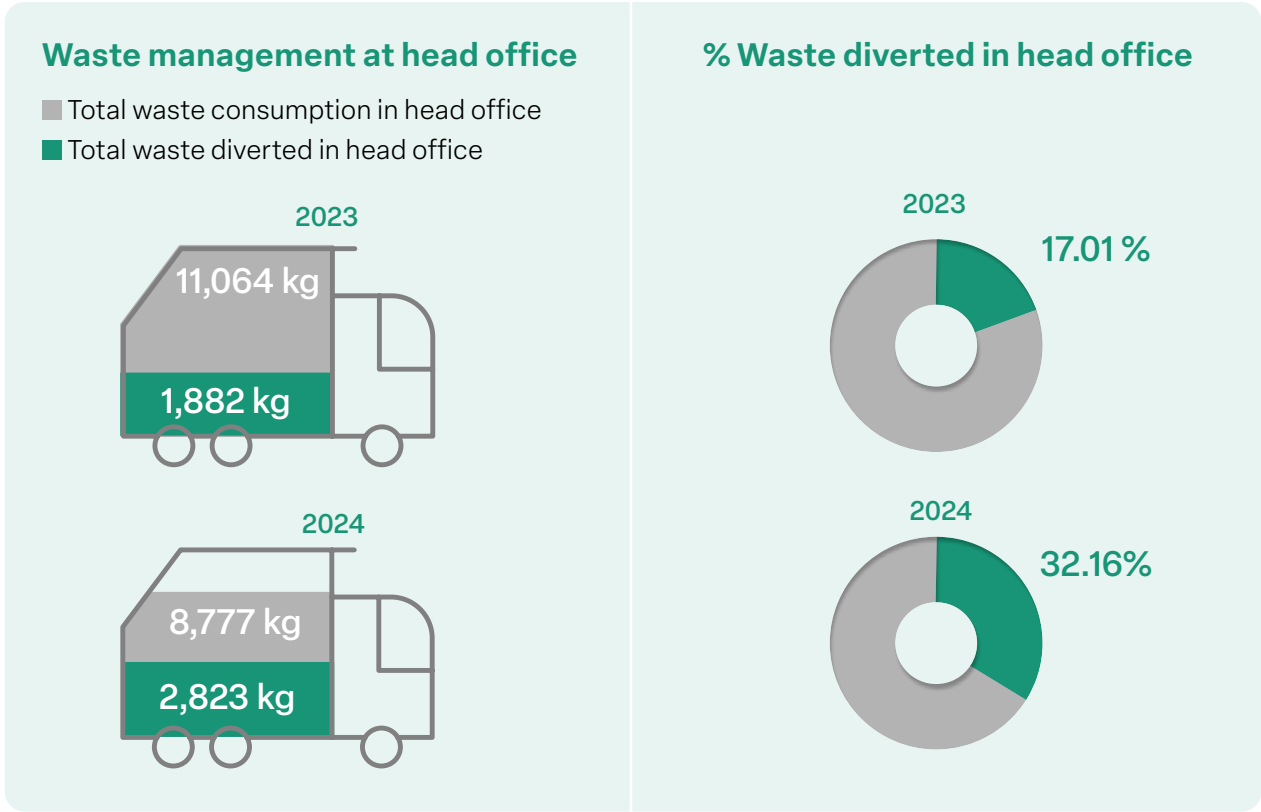 Waste management at head office
Total waste consumption in head office
Total waste diverted in head office
2023
11,064 kg
1,882 kg
2024
8,777 kg
2,823 kg
% Waste diverted in head office
2023
17.01 %
2024
32.16%